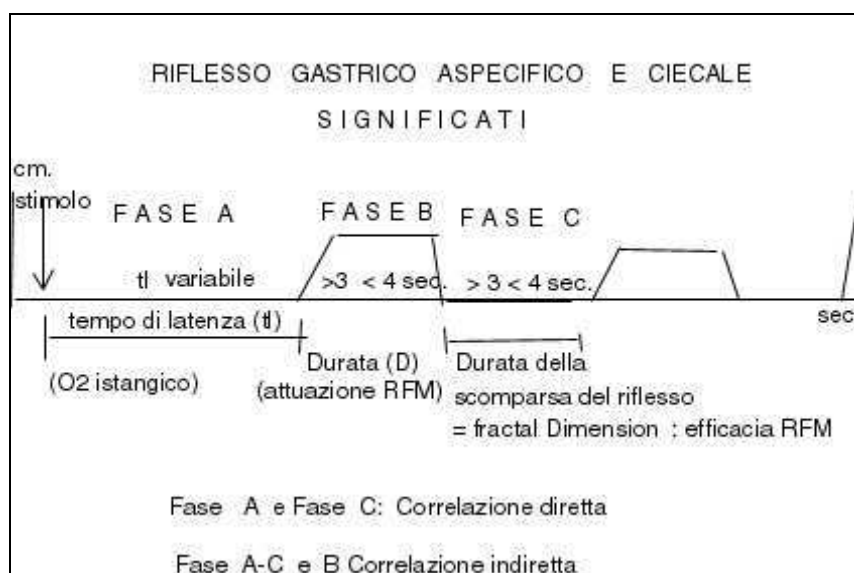 RIFLESSO GASTRICO ASPECIFICO E CIECALE
SIGNIFICATI
cm.
stimolo
FASE A
FASE B
FASE C
tl variabile
>3 < 4 sec.
> 3 < 4 sec.
sec
tempo di latenza (tl)
(O2 istangico)
Durata (D)
(attuazione RFM)
Durata della
scomparsa del riflesso
= fractal Dimension : efficacia RFM
Fase A e Fase C: Correlazione diretta
Fase A-C e B Correlazione indiretta